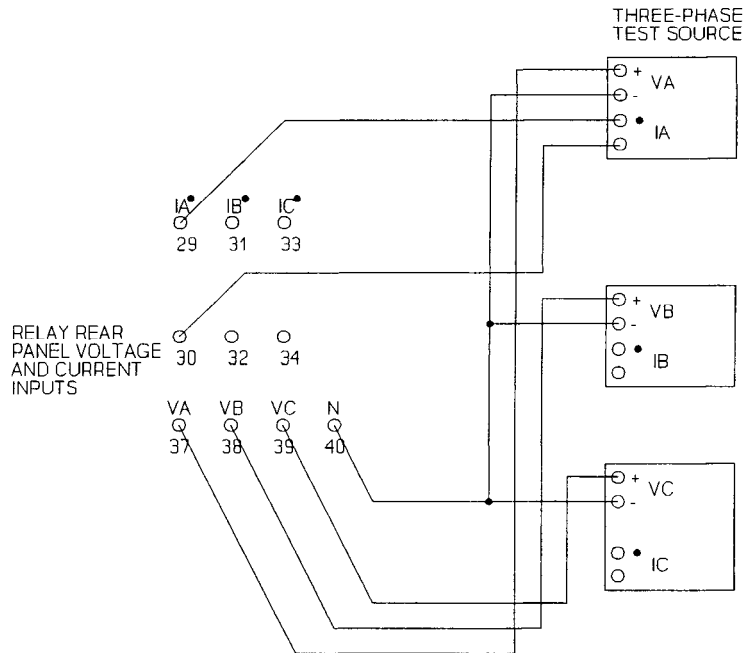 THREE-PHASE
TEST SOURCE
+ VA
-
• IA
IA• IB• IC•
29 31 33
+ VB
-
• IB
RELAY REAR
PANEL VOLTAGE
AND CURRENT
INPUTS
30 32 34
VA VB VC N
37 38 39 40
+ VC
-
• IC